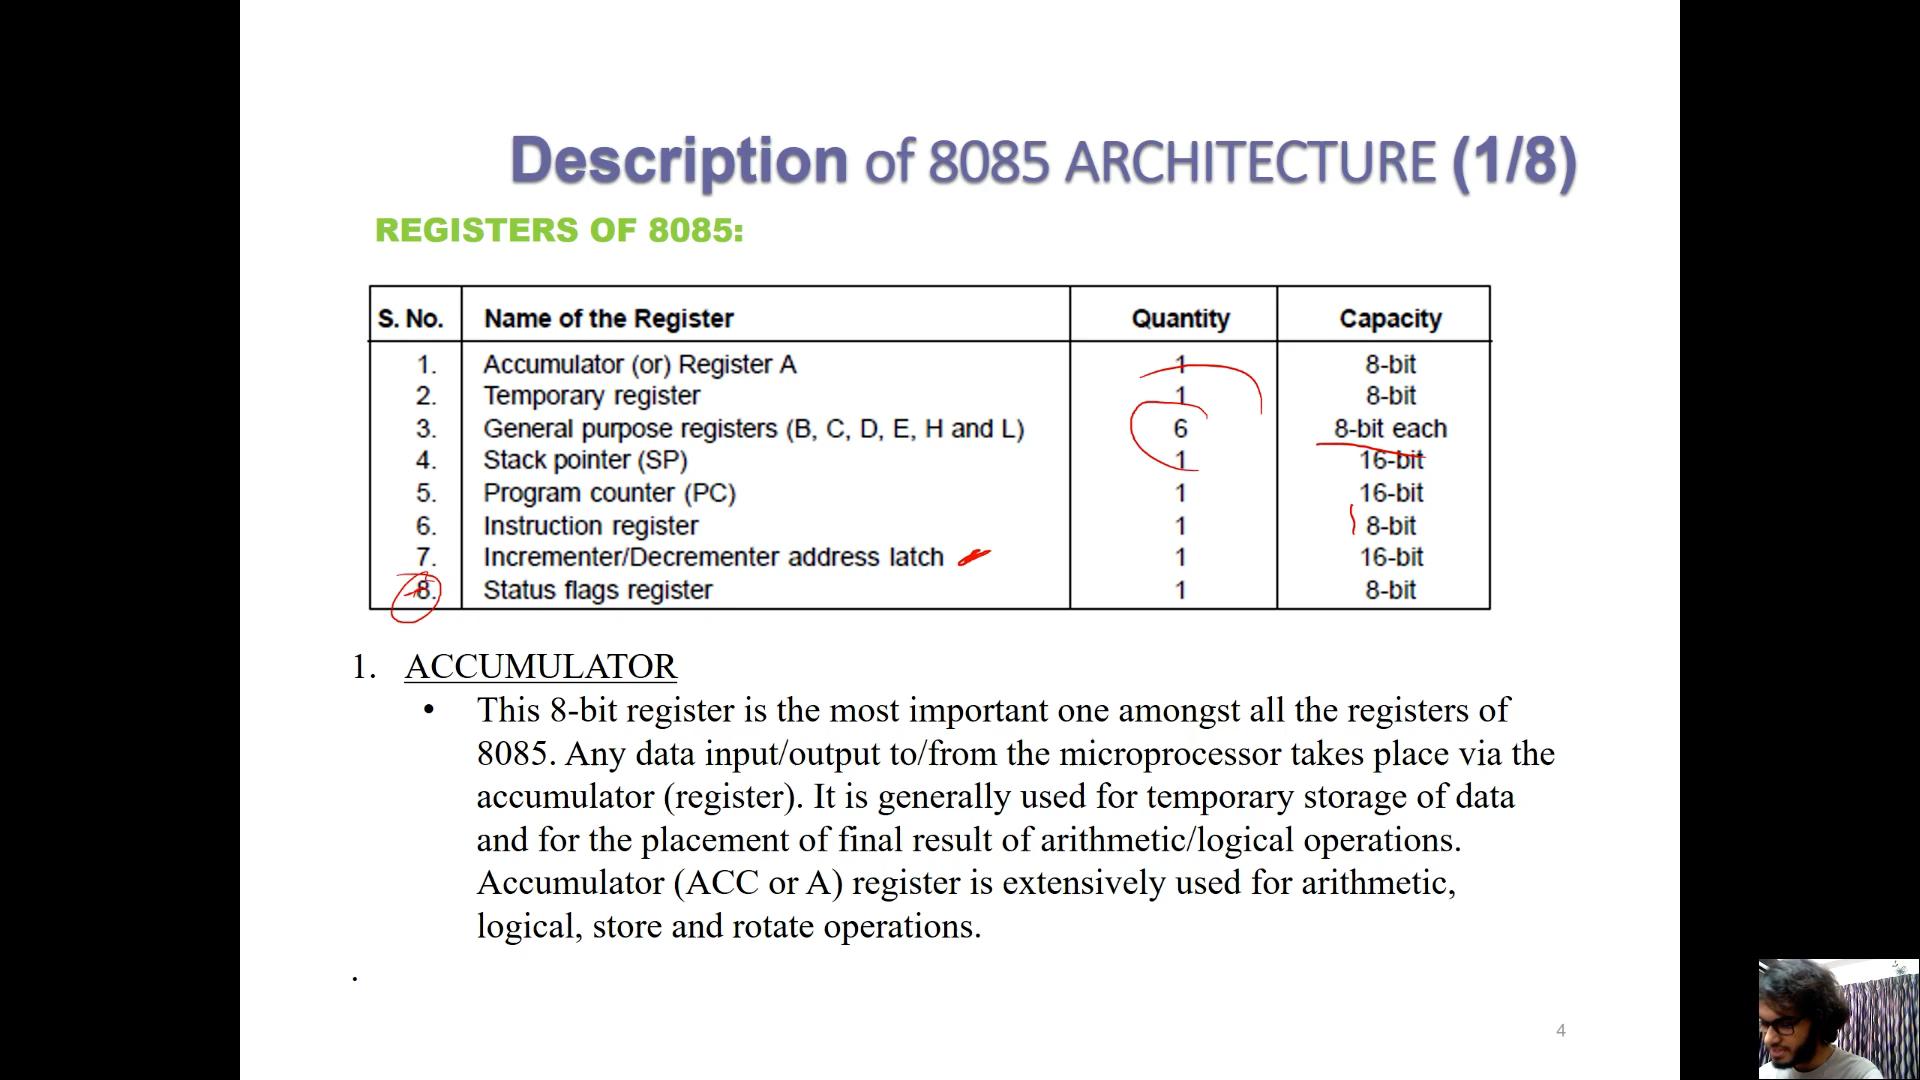 Description of 8085 ARCHITECTURE (1/8)
REGISTERS OF 8085:
S. No. Name of the Register Quantity Capacity
1. Accumulator (or) Register A 1 8-bit
2. Temporary register 1 8-bit
3. General purpose registers (B, C, D, E, H and L) 6 8-bit each
4. Stack pointer (SP) 1 16-bit
5. Program counter (PC) 1 16-bit
6. Instruction register 1 8-bit
7. Incrementer/Decrementer address latch 1 16-bit
8. Status flags register 1 8-bit
1. ACCUMULATOR
• This 8-bit register is the most important one amongst all the registers of
8085. Any data input/output to/from the microprocessor takes place via the
accumulator (register). It is generally used for temporary storage of data
and for the placement of final result of arithmetic/logical operations.
Accumulator (ACC or A) register is extensively used for arithmetic,
logical, store and rotate operations.
.
4